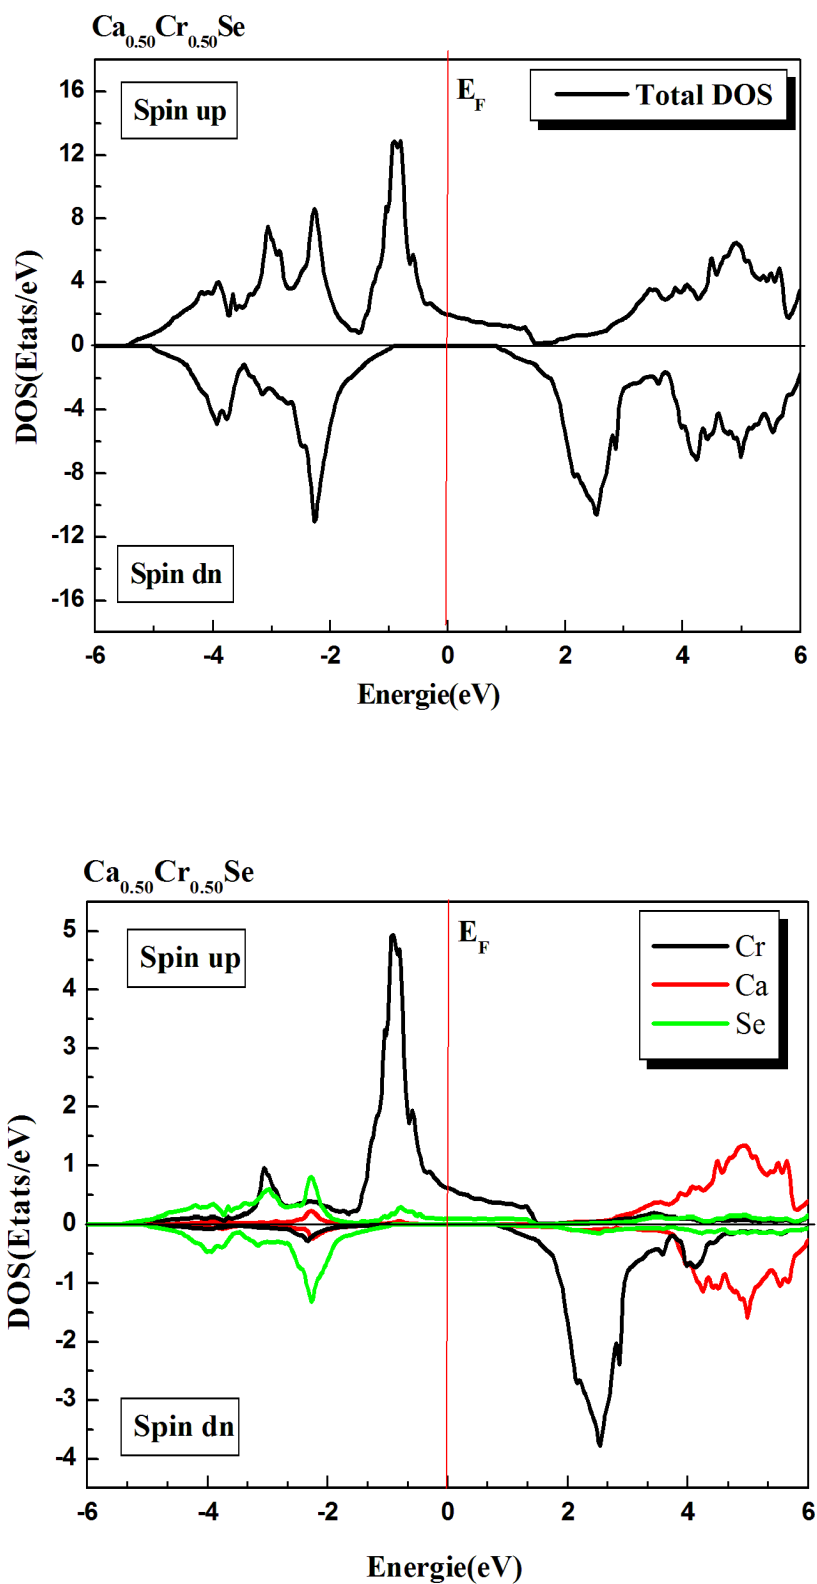 Ca0.50Cr0.50Se
16
Spin up
EF
Total DOS
12
8
4
0
-4
-8
-12
-16
DOS(Etats/eV)
Spin dn
-6 -4 -2 0 2 4 6
Energie(eV)
Ca0.50Cr0.50Se
5
Spin up
EF
Cr
Ca
Se
4
3
2
1
0
-1
-2
-3
-4
DOS(Etats/eV)
Spin dn
-6 -4 -2 0 2 4 6
Energie(eV)